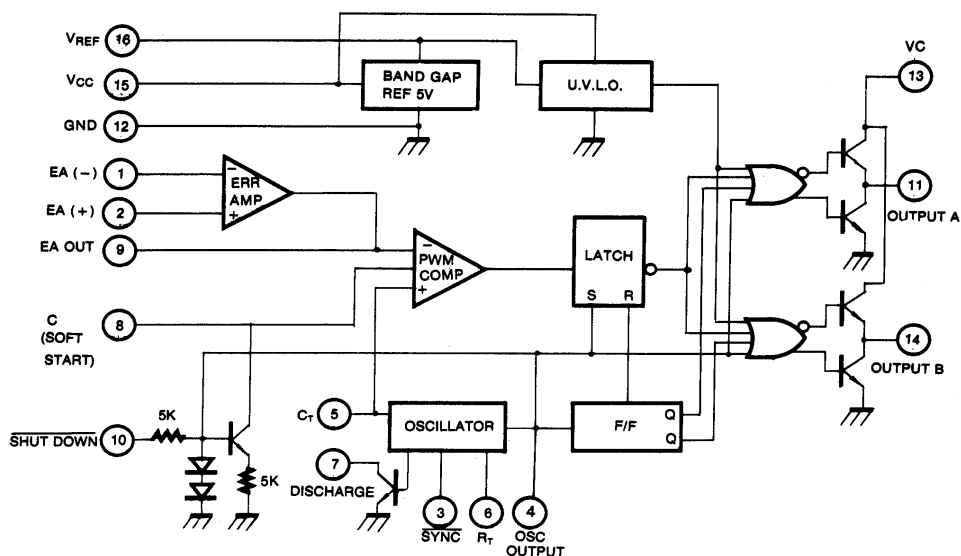 VREF 16
VCC 15
GND 12
EA (−) 1
EA (+) 2
EA OUT 9
C 8
(SOFT
START)
SHUT DOWN 10
5K
5K
BAND GAP
REF 5V
U.V.L.O.
−
ERR
AMP
+
−
PWM
COMP
+
LATCH
S R
CT 5
OSCILLATOR
F/F
Q
Q
7
DISCHARGE
3
SYNC
6
RT
4
OSC
OUTPUT
VC
13
11
OUTPUT A
14
OUTPUT B